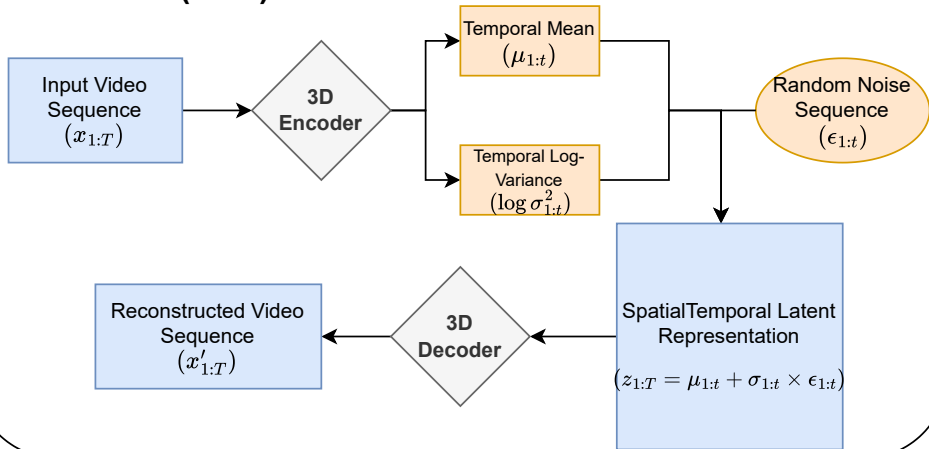 Input Video
Sequence
(x_{1:T})
3D
Encoder
Temporal Mean
(μ_{1:t})
Temporal Log-
Variance
(log σ²_{1:t})
Random Noise
Sequence
(ϵ_{1:t})
SpatialTemporal Latent
Representation
(z_{1:T} = μ_{1:t} + σ_{1:t} × ϵ_{1:t})
3D
Decoder
Reconstructed Video
Sequence
(x′_{1:T})